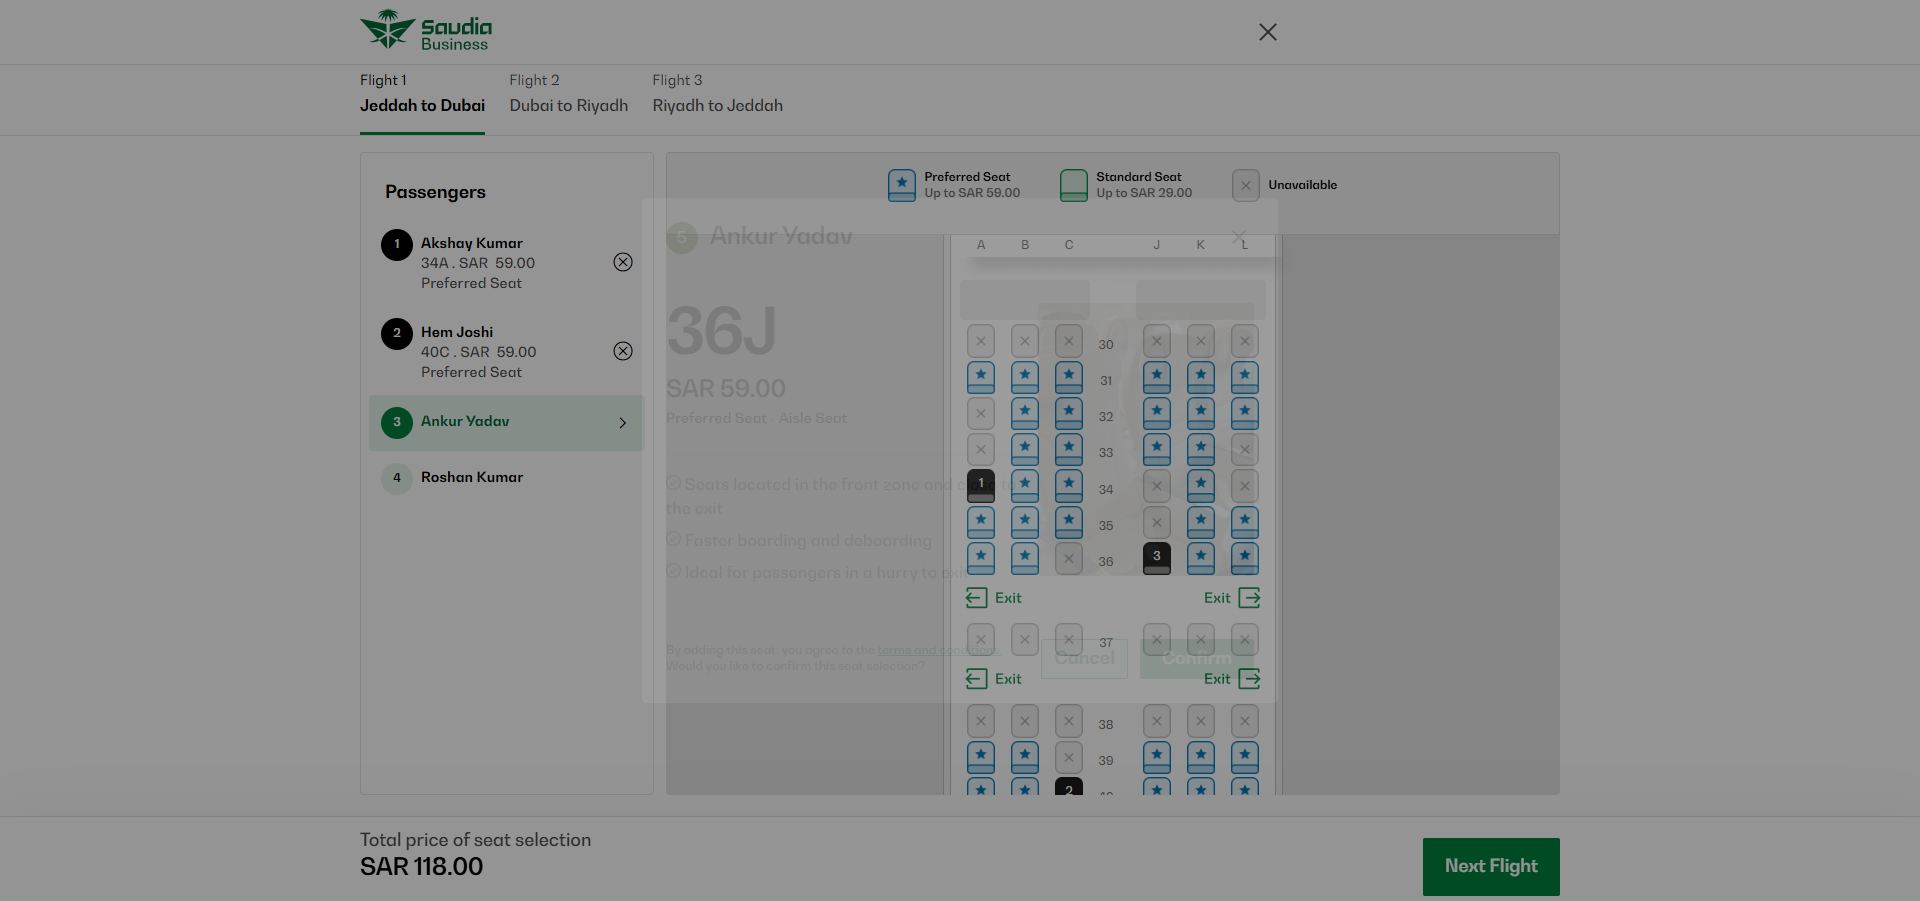 Saudia
Business
Flight 1
Jeddah to Dubai
Flight 2
Dubai to Riyadh
Flight 3
Riyadh to Jeddah
Passengers
1
Akshay Kumar
34A . SAR 59.00
Preferred Seat
2
Hem Joshi
40C . SAR 59.00
Preferred Seat
3
Ankur Yadav
4
Roshan Kumar
Preferred Seat
Up to SAR 59.00
Standard Seat
Up to SAR 29.00
Unavailable
5
Ankur Yadav
36J
SAR 59.00
Preferred Seat - Aisle Seat
Seats located in the front zone and close to
the exit
Faster boarding and deboarding
Ideal for passengers in a hurry to exit
By adding this seat, you agree to the terms and conditions.
Would you like to confirm this seat selection?
Cancel
Confirm
A B C J K L
30
31
32
33
1 34
35
36 3
Exit Exit
37
Exit Exit
38
39
2
Total price of seat selection
SAR 118.00
Next Flight